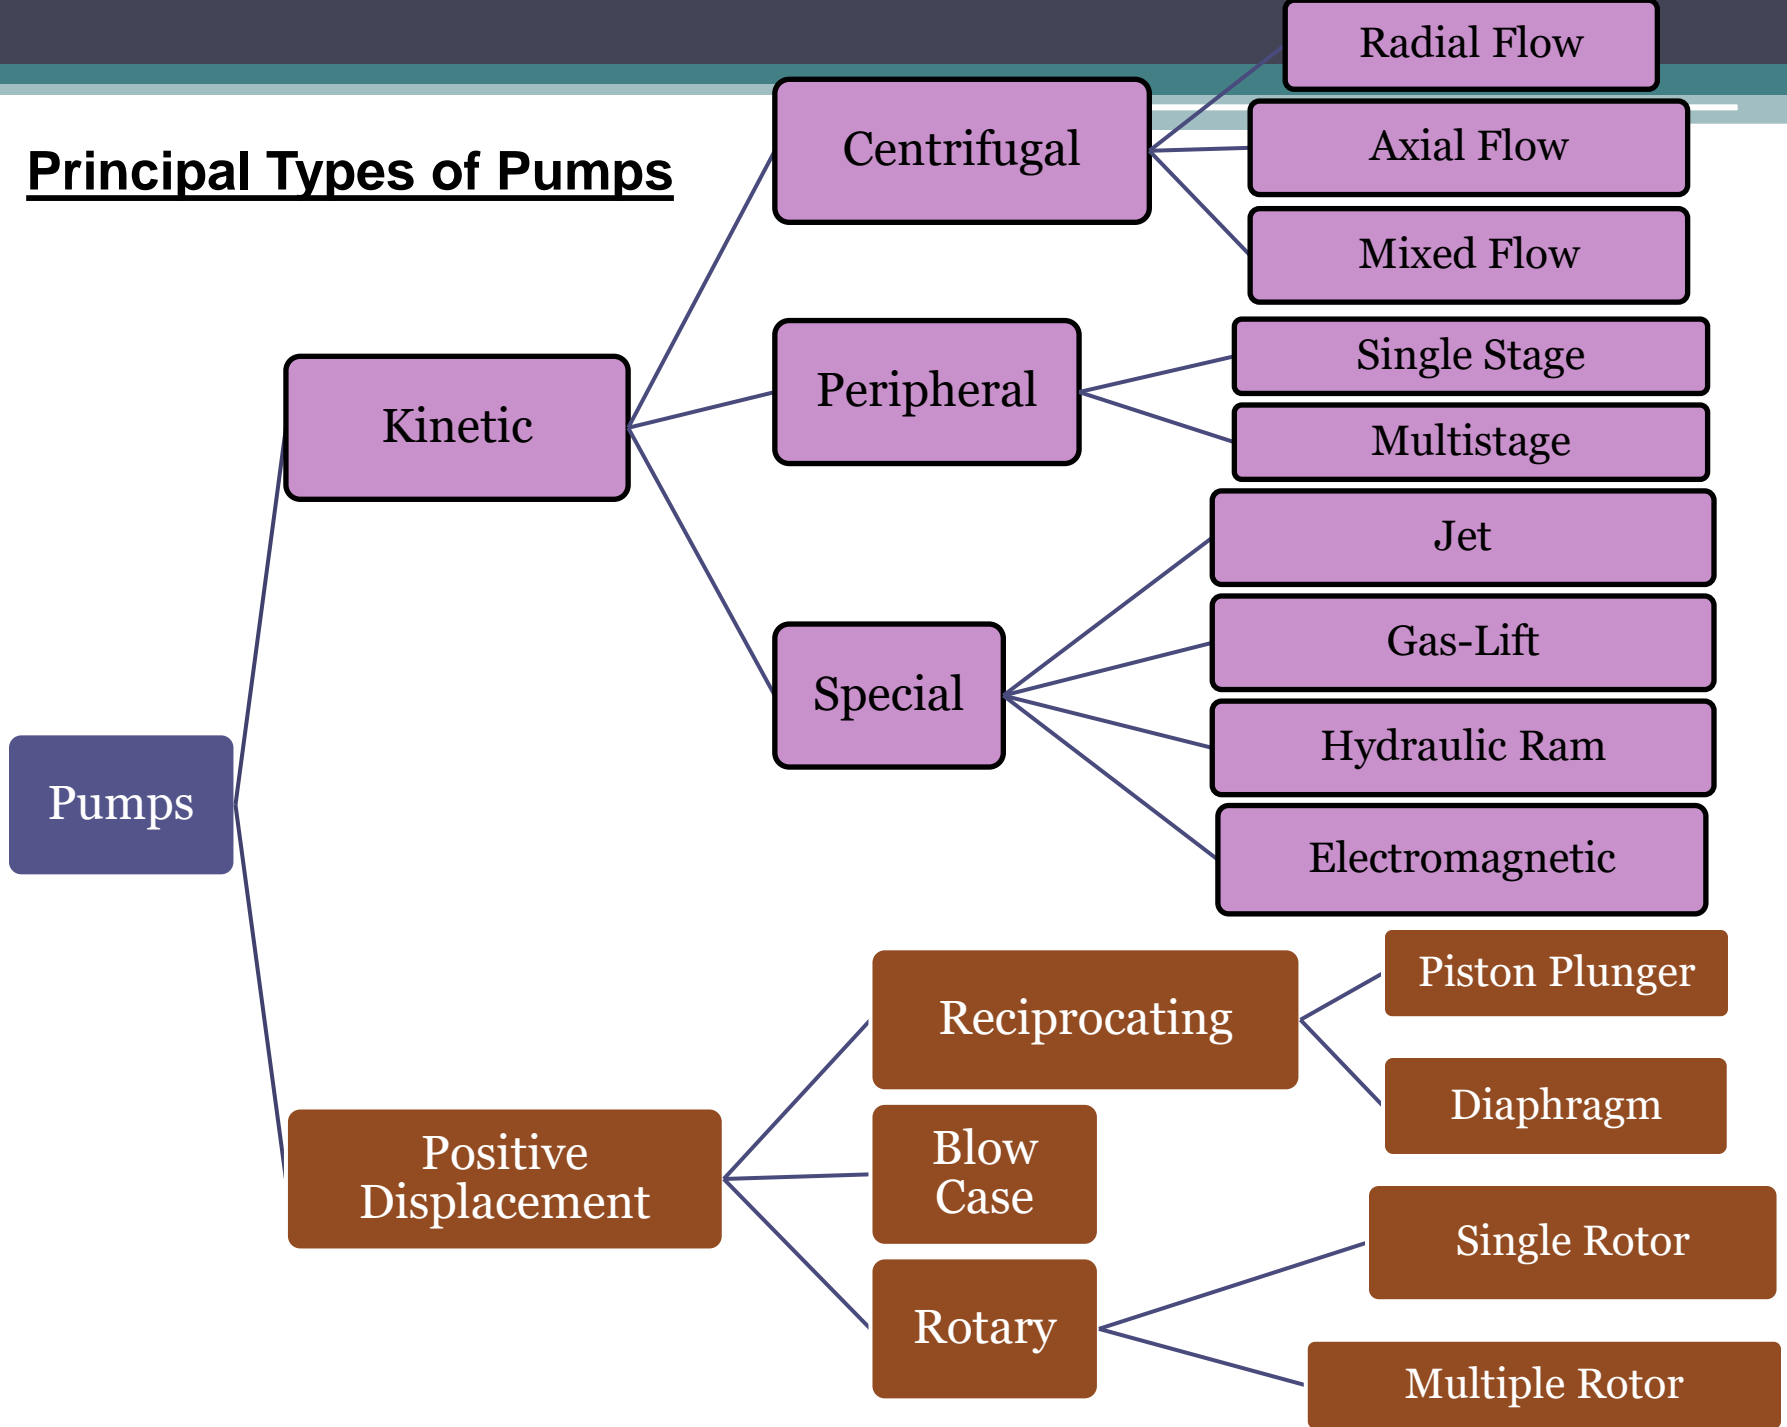 Principal Types of Pumps
Pumps
Kinetic
Centrifugal
Radial Flow
Axial Flow
Mixed Flow
Peripheral
Single Stage
Multistage
Special
Jet
Gas-Lift
Hydraulic Ram
Electromagnetic
Positive
Displacement
Reciprocating
Piston Plunger
Diaphragm
Blow
Case
Rotary
Single Rotor
Multiple Rotor